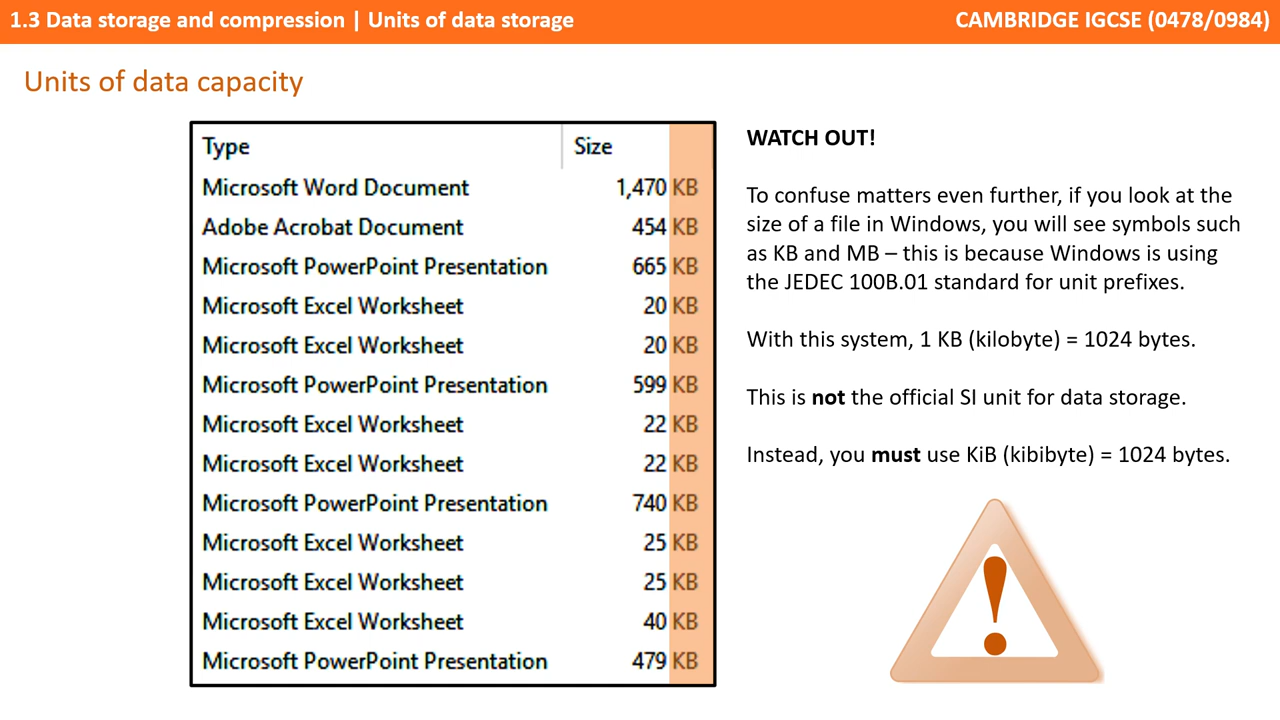 1.3 Data storage and compression | Units of data storage
CAMBRIDGE IGCSE (0478/0984)
Units of data capacity
Type Size
Microsoft Word Document 1,470 KB
Adobe Acrobat Document 454 KB
Microsoft PowerPoint Presentation 665 KB
Microsoft Excel Worksheet 20 KB
Microsoft Excel Worksheet 20 KB
Microsoft PowerPoint Presentation 599 KB
Microsoft Excel Worksheet 22 KB
Microsoft Excel Worksheet 22 KB
Microsoft PowerPoint Presentation 740 KB
Microsoft Excel Worksheet 25 KB
Microsoft Excel Worksheet 25 KB
Microsoft Excel Worksheet 40 KB
Microsoft PowerPoint Presentation 479 KB
WATCH OUT!
To confuse matters even further, if you look at the
size of a file in Windows, you will see symbols such
as KB and MB – this is because Windows is using
the JEDEC 100B.01 standard for unit prefixes.
With this system, 1 KB (kilobyte) = 1024 bytes.
This is not the official SI unit for data storage.
Instead, you must use KiB (kibibyte) = 1024 bytes.
!